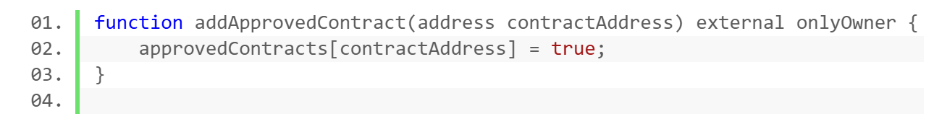 01. function addApprovedContract(address contractAddress) external onlyOwner {
02.     approvedContracts[contractAddress] = true;
03. }
04.